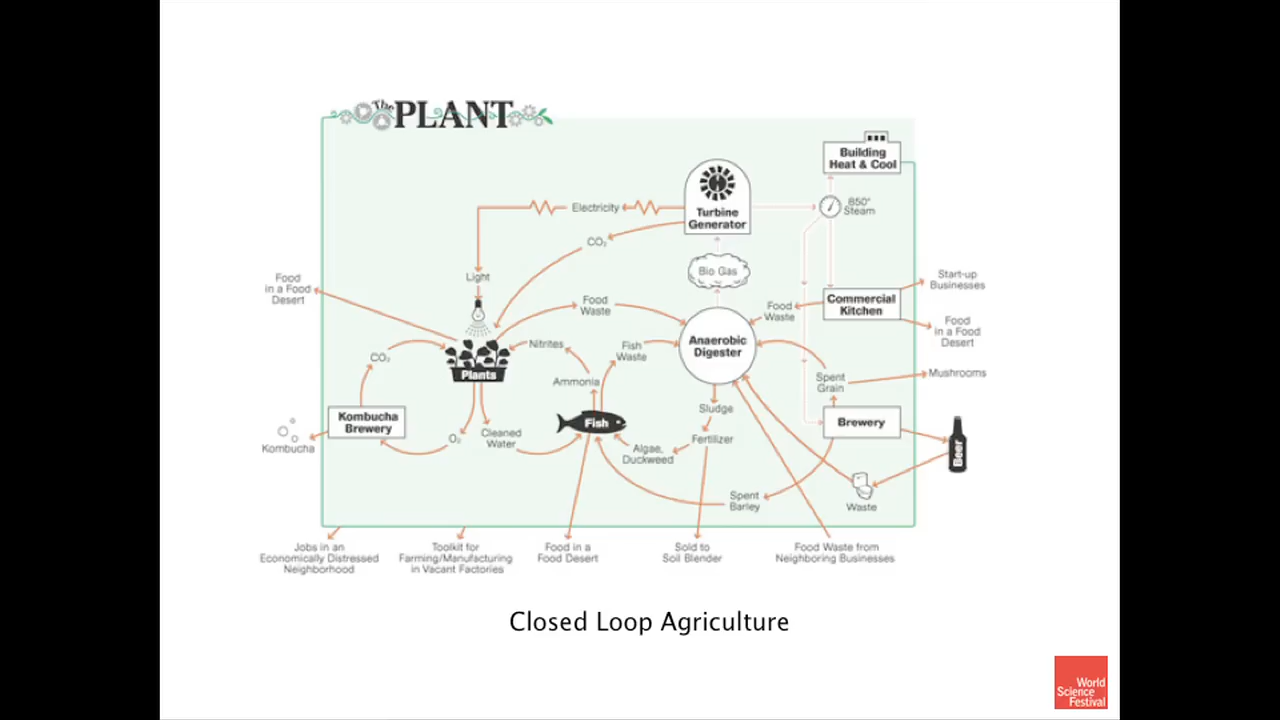 The PLANT
Building
Heat & Cool
850°
Steam
Turbine
Generator
Electricity
CO₂
Bio Gas
Light
Food
in a Food
Desert
Food
Waste
Food
Waste
Commercial
Kitchen
Start-up
Businesses
Food
in a Food
Desert
Anaerobic
Digester
Nitrites
Fish
Waste
CO₂
Plants
Ammonia
Spent
Grain
Mushrooms
Kombucha
Brewery
Kombucha
O₂
Cleaned
Water
Fish
Sludge
Fertilizer
Algae,
Duckweed
Brewery
Beer
Spent
Barley
Waste
Jobs in an
Economically Distressed
Neighborhood
Toolkit for
Farming/Manufacturing
in Vacant Factories
Food in a
Food Desert
Sold to
Soil Blender
Food Waste from
Neighboring Businesses
Closed Loop Agriculture
World
Science
Festival